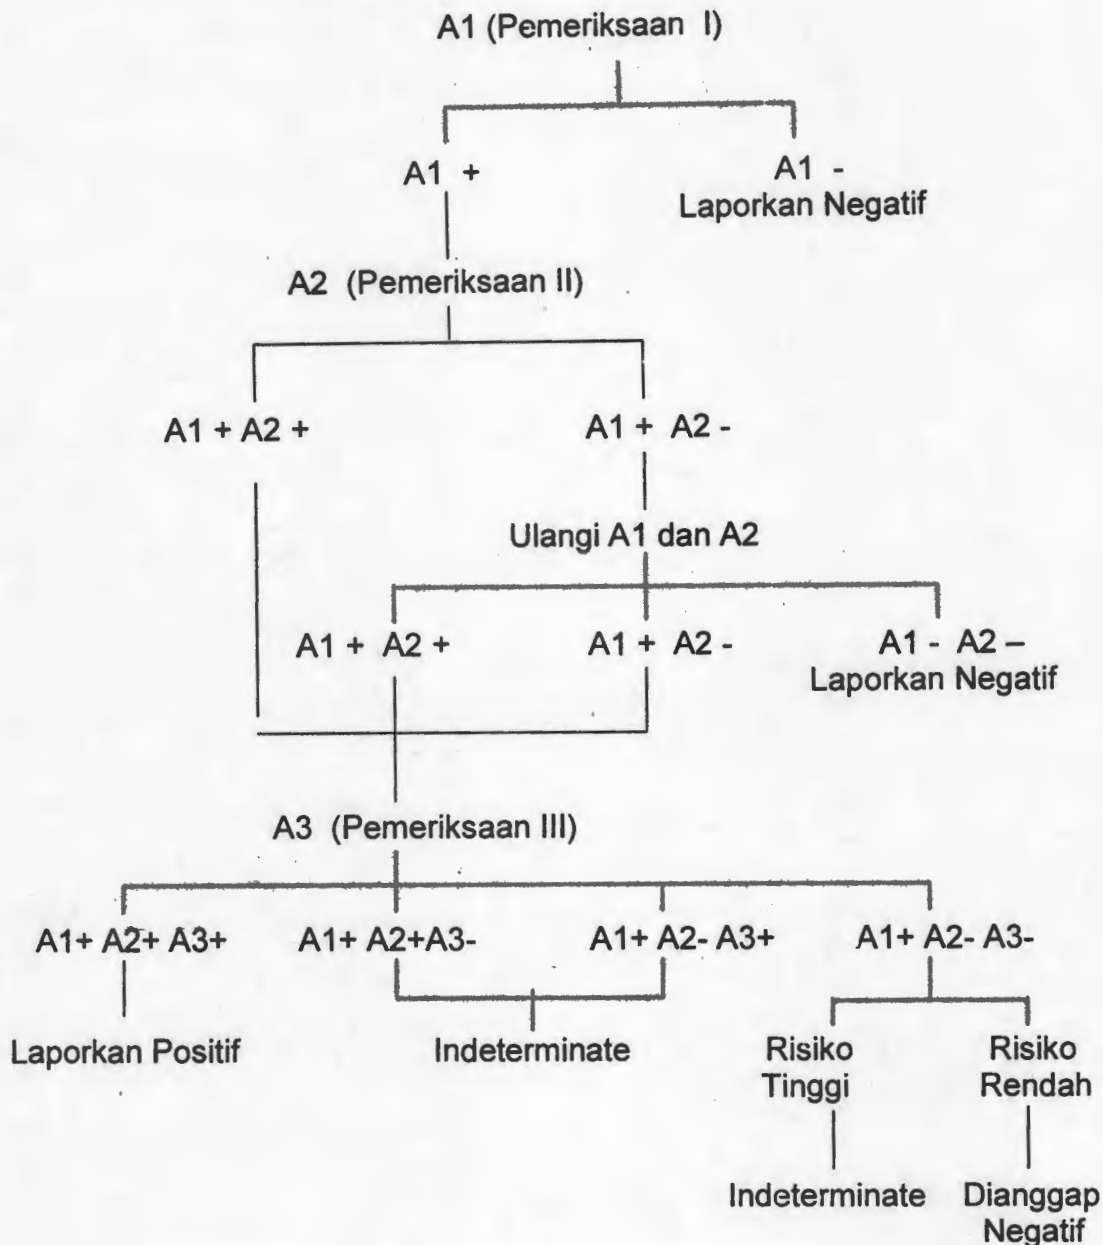 A1 (Pemeriksaan I)
A1 +
A1 -
Laporkan Negatif
A2 (Pemeriksaan II)
A1 + A2 +
A1 + A2 -
Ulangi A1 dan A2
A1 + A2 +
A1 + A2 -
A1 - A2 –
Laporkan Negatif
A3 (Pemeriksaan III)
A1+ A2+ A3+
A1+ A2+A3-
A1+ A2- A3+
A1+ A2- A3-
Laporkan Positif
Indeterminate
Risiko
Tinggi
Risiko
Rendah
Indeterminate
Dianggap
Negatif